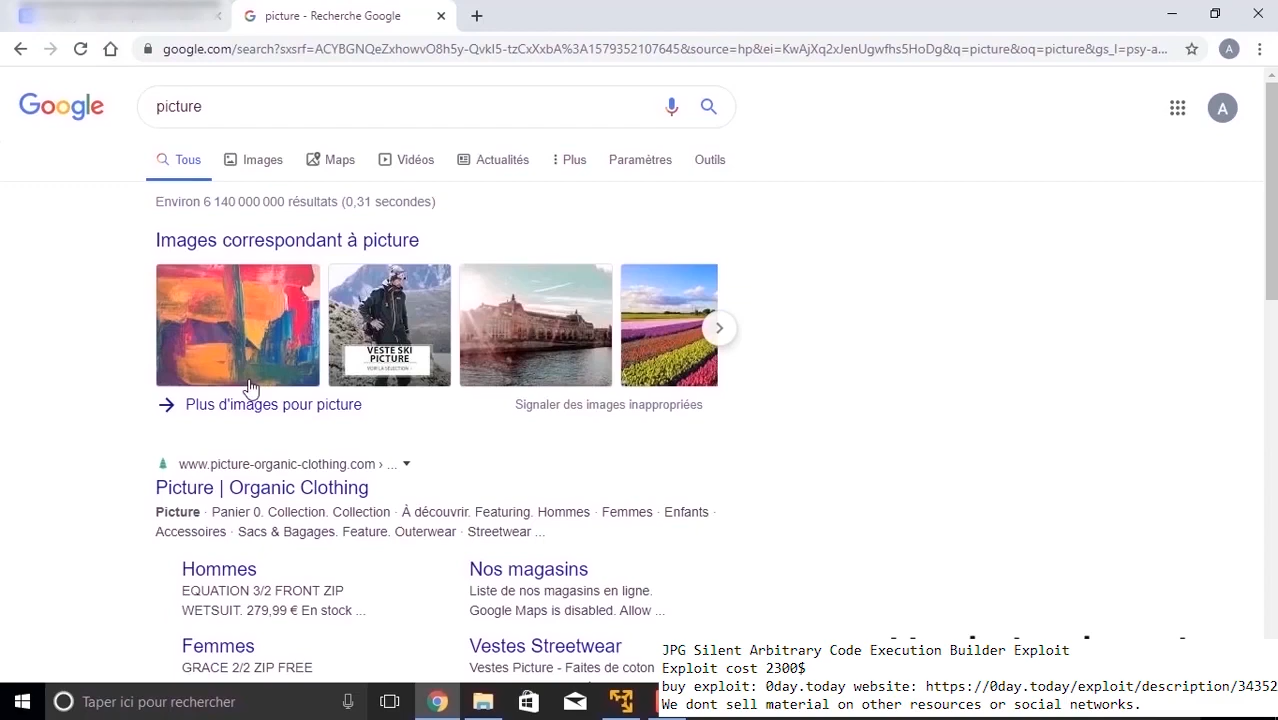 picture - Recherche Google
google.com/search?sxsrf=ACYBGNQeZxhowvO8h5y-QvkI5-tzCxXxbA%3A1579352107645&source=hp&ei=KwAjXq2xJenUgwfhs5HoDg&q=picture&oq=picture&gs_l=psy-a...
A
Google
picture
A
Tous
Images
Maps
Vidéos
Actualités
Plus
Paramètres
Outils
Environ 6 140 000 000 résultats (0,31 secondes)
Images correspondant à picture
VESTE SKI
PICTURE
VOIR LA SÉLECTION
Plus d'images pour picture
Signaler des images inappropriées
www.picture-organic-clothing.com › ...
Picture | Organic Clothing
Picture · Panier 0. Collection. Collection · À découvrir. Featuring. Hommes · Femmes · Enfants ·
Accessoires · Sacs & Bagages. Feature. Outerwear · Streetwear ...
Hommes
EQUATION 3/2 FRONT ZIP
WETSUIT. 279,99 € En stock ...
Nos magasins
Liste de nos magasins en ligne.
Google Maps is disabled. Allow ...
Femmes
GRACE 2/2 ZIP FREE
Vestes Streetwear
Vestes Picture - Faites de coton
JPG Silent Arbitrary Code Execution Builder Exploit
Exploit cost 2300$
buy exploit: 0day.today website: https://0day.today/exploit/description/34352
We dont sell material on other resources or social networks.
Taper ici pour rechercher